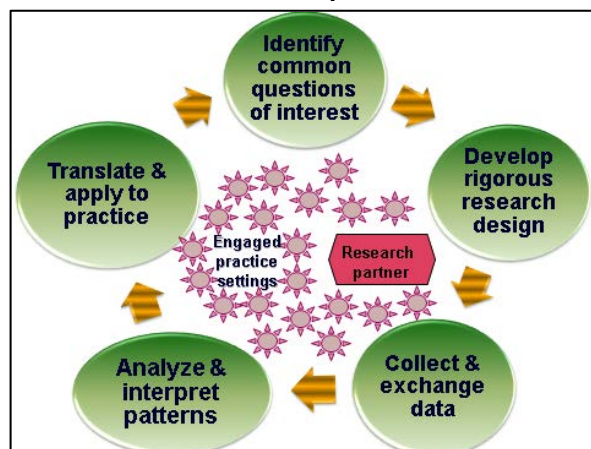 Identify
common
questions
of interest
Develop
rigorous
research
design
Collect &
exchange
data
Analyze &
interpret
patterns
Translate &
apply to
practice
Engaged
practice
settings
Research
partner